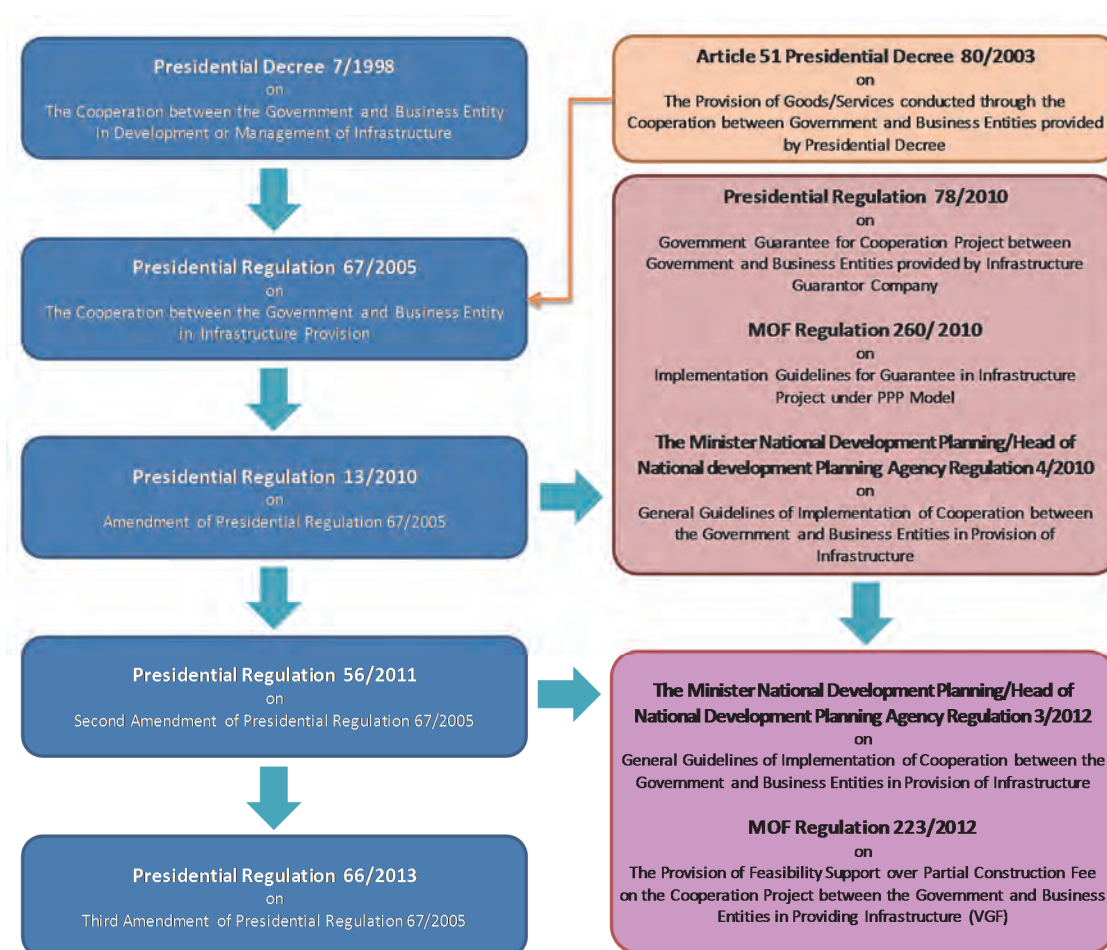 Presidential Decree 7/1998
on
The Cooperation between the Government and Business Entity
in Development or Management of Infrastructure
Presidential Regulation 67/2005
on
The Cooperation between the Government and Business Entity
in Infrastructure Provision
Presidential Regulation 13/2010
on
Amendment of Presidential Regulation 67/2005
Presidential Regulation 56/2011
on
Second Amendment of Presidential Regulation 67/2005
Presidential Regulation 66/2013
on
Third Amendment of Presidential Regulation 67/2005
Article 51 Presidential Decree 80/2003
on
The Provision of Goods/Services conducted through the
Cooperation between Government and Business Entities provided
by Presidential Decree
Presidential Regulation 78/2010
on
Government Guarantee for Cooperation Project between
Government and Business Entities provided by Infrastructure
Guarantor Company
MOF Regulation 260/ 2010
on
Implementation Guidelines for Guarantee in Infrastructure
Project under PPP Model
The Minister National Development Planning/Head of
National development Planning Agency Regulation 4/2010
on
General Guidelines of Implementation of Cooperation between
the Government and Business Entities in Provision of
Infrastructure
The Minister National Development Planning/Head of
National Development Planning Agency Regulation 3/2012
on
General Guidelines of Implementation of Cooperation between the
Government and Business Entities in Provision of Infrastructure
MOF Regulation 223/2012
on
The Provision of Feasibility Support over Partial Construction Fee
on the Cooperation Project between the Government and Business
Entities in Providing Infrastructure (VGF)